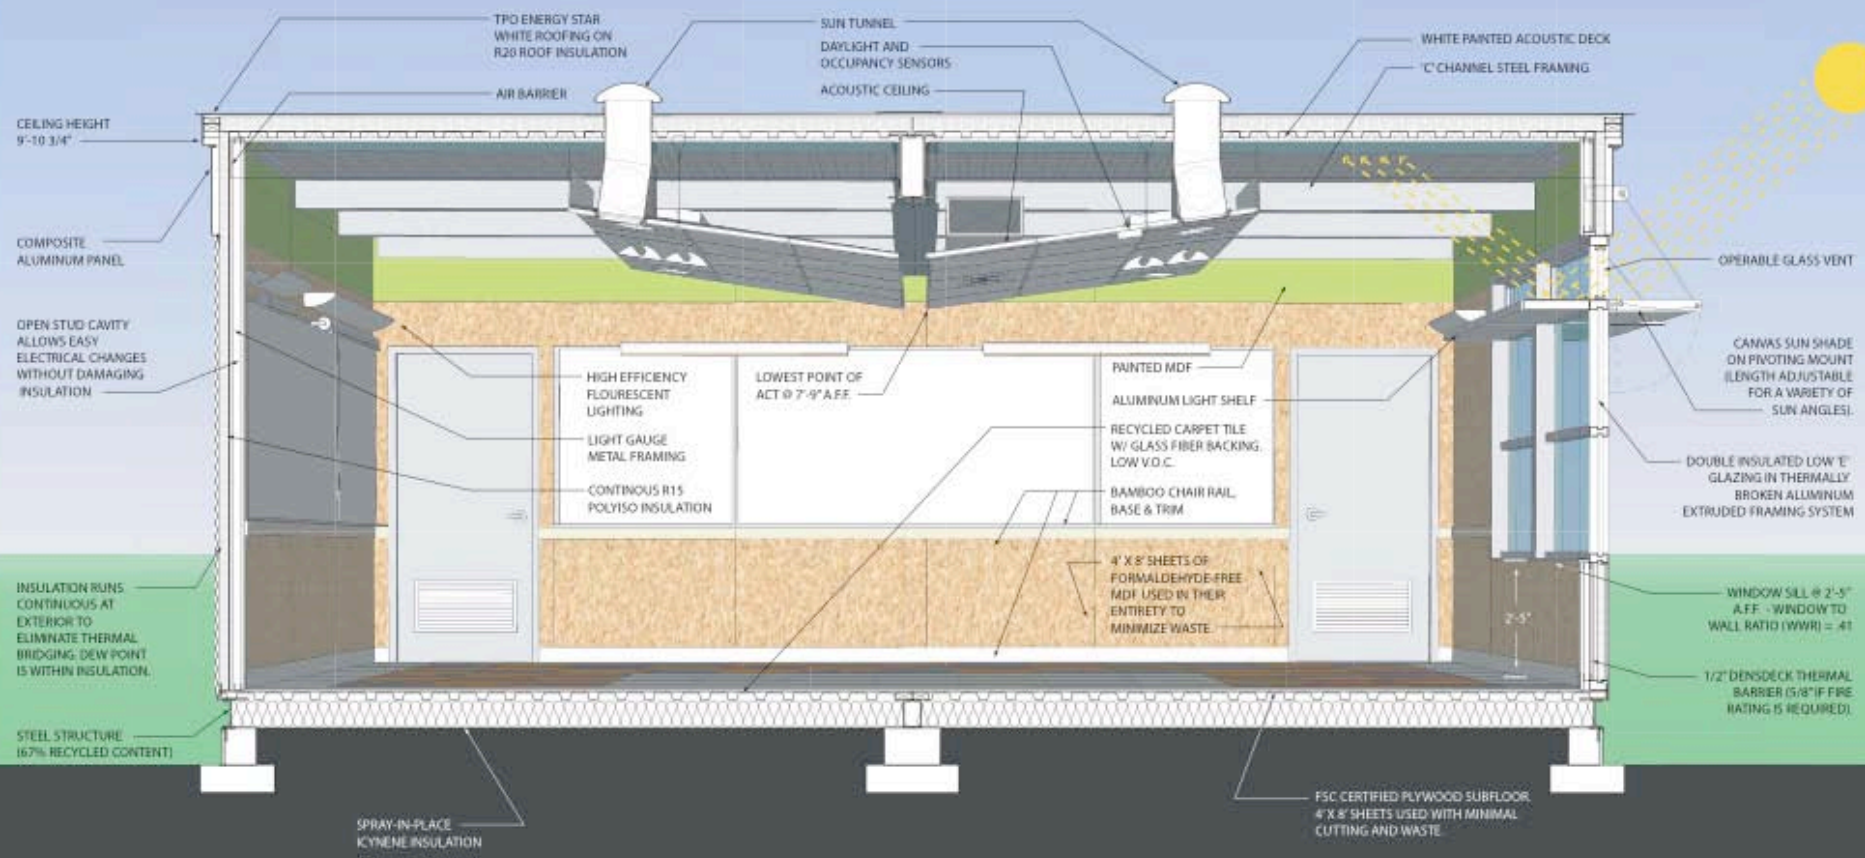 TPO ENERGY STAR
WHITE ROOFING ON
R20 ROOF INSULATION
AIR BARRIER
SUN TUNNEL
DAYLIGHT AND
OCCUPANCY SENSORS
ACOUSTIC CEILING
WHITE PAINTED ACOUSTIC DECK
'C' CHANNEL STEEL FRAMING
CEILING HEIGHT
9'-10 3/4"
COMPOSITE
ALUMINUM PANEL
OPEN STUD CAVITY
ALLOWS EASY
ELECTRICAL CHANGES
WITHOUT DAMAGING
INSULATION
INSULATION RUNS
CONTINUOUS AT
EXTERIOR TO
ELIMINATE THERMAL
BRIDGING. DEW POINT
IS WITHIN INSULATION.
STEEL STRUCTURE
(67% RECYCLED CONTENT)
HIGH EFFICIENCY
FLOURESCENT
LIGHTING
LIGHT GAUGE
METAL FRAMING
CONTINOUS R15
POLYISO INSULATION
LOWEST POINT OF
ACT @ 7'-9" A.F.F.
PAINTED MDF
ALUMINUM LIGHT SHELF
RECYCLED CARPET TILE
W/ GLASS FIBER BACKING.
LOW V.O.C.
BAMBOO CHAIR RAIL,
BASE & TRIM
4' X 8' SHEETS OF
FORMALDEHYDE-FREE
MDF USED IN THEIR
ENTIRETY TO
MINIMIZE WASTE.
OPERABLE GLASS VENT
CANVAS SUN SHADE
ON PIVOTING MOUNT
(LENGTH ADJUSTABLE
FOR A VARIETY OF
SUN ANGLES).
DOUBLE INSULATED LOW 'E'
GLAZING IN THERMALLY
BROKEN ALUMINUM
EXTRUDED FRAMING SYSTEM
2'-5"
WINDOW SILL @ 2'-5"
A.F.F. - WINDOW TO
WALL RATIO (WWR) = .41
1/2" DENSDECK THERMAL
BARRIER (5/8" IF FIRE
RATING IS REQUIRED).
SPRAY-IN-PLACE
ICYNENE INSULATION
FSC CERTIFIED PLYWOOD SUBFLOOR.
4' X 8' SHEETS USED WITH MINIMAL
CUTTING AND WASTE.